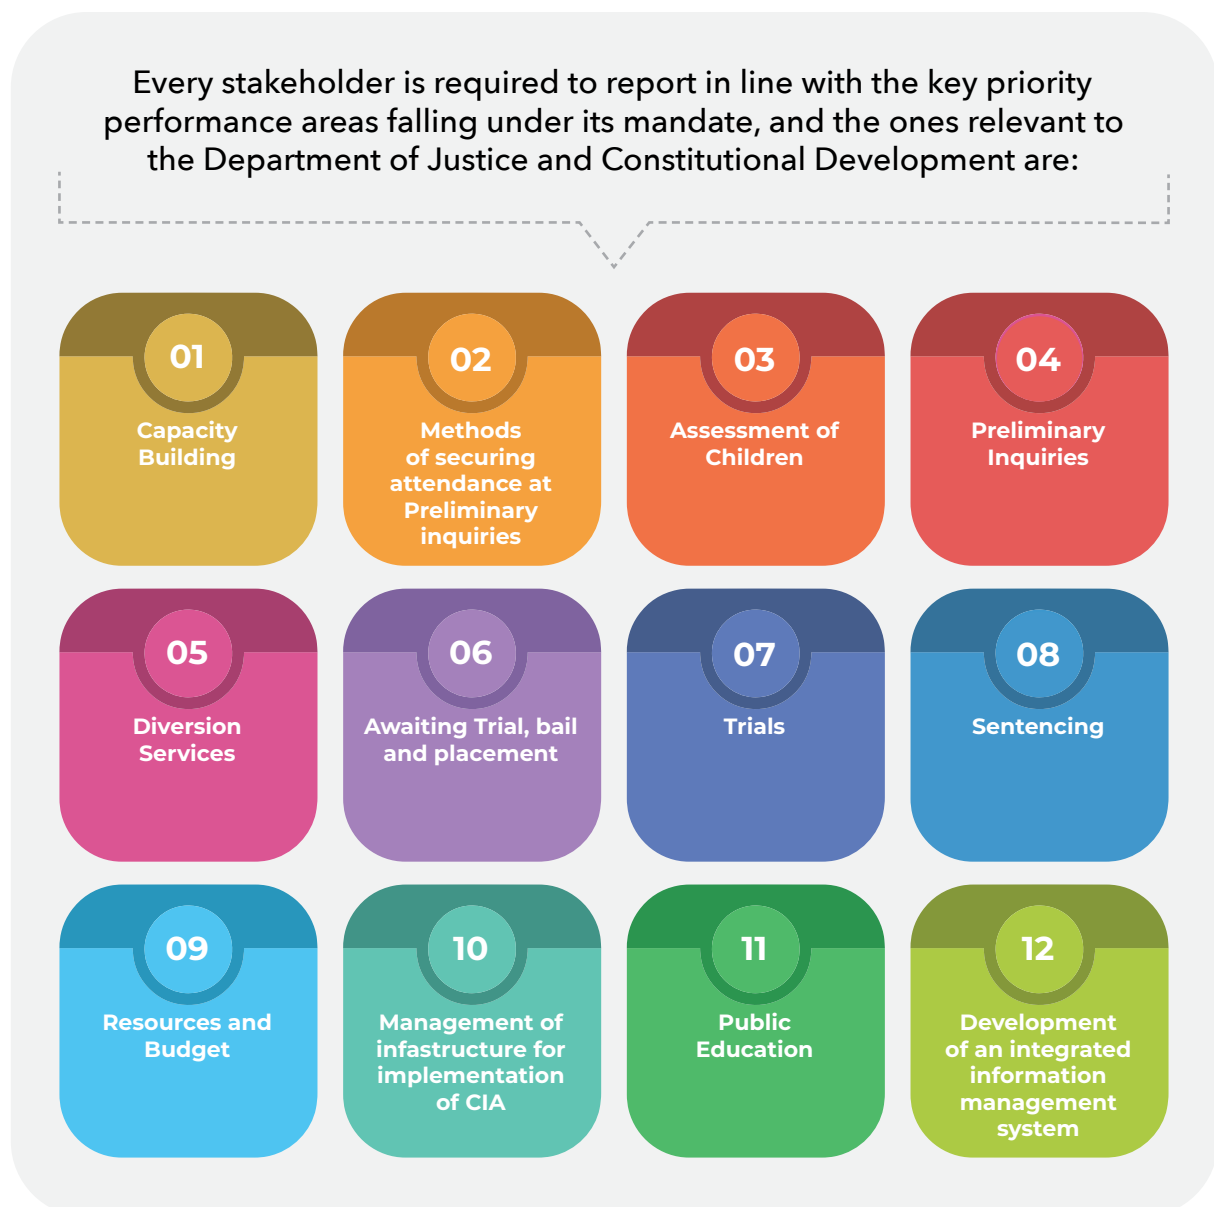 Every stakeholder is required to report in line with the key priority
performance areas falling under its mandate, and the ones relevant to
the Department of Justice and Constitutional Development are:
01
Capacity
Building
02
Methods
of securing
attendance at
Preliminary
inquiries
03
Assessment of
Children
04
Preliminary
Inquiries
05
Diversion
Services
06
Awaiting Trial, bail
and placement
07
Trials
08
Sentencing
09
Resources and
Budget
10
Management of
infastructure for
implementation
of CIA
11
Public
Education
12
Development
of an integrated
information
management
system